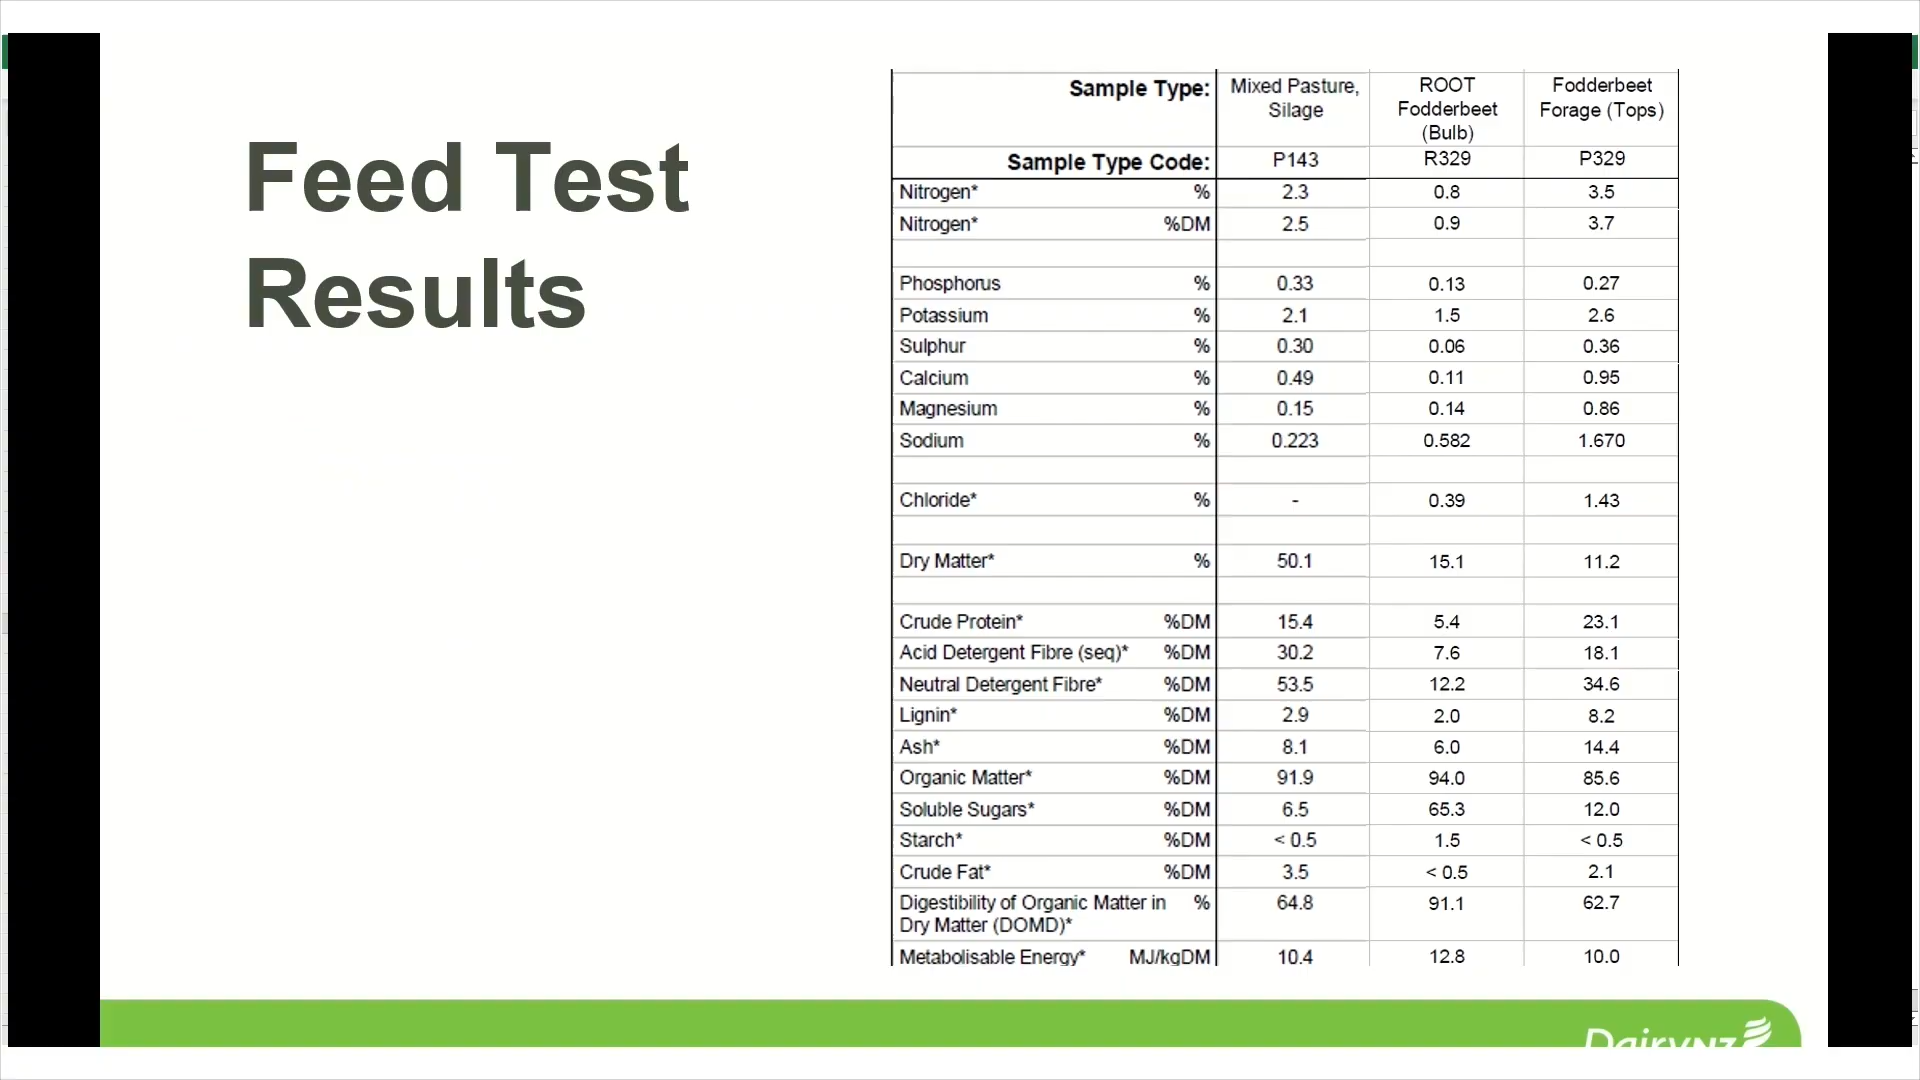 Feed Test
Results
Sample Type: Mixed Pasture, Silage ROOT Fodderbeet (Bulb) Fodderbeet Forage (Tops)
Sample Type Code: P143 R329 P329
Nitrogen* % 2.3 0.8 3.5
Nitrogen* %DM 2.5 0.9 3.7
Phosphorus % 0.33 0.13 0.27
Potassium % 2.1 1.5 2.6
Sulphur % 0.30 0.06 0.36
Calcium % 0.49 0.11 0.95
Magnesium % 0.15 0.14 0.86
Sodium % 0.223 0.582 1.670
Chloride* % - 0.39 1.43
Dry Matter* % 50.1 15.1 11.2
Crude Protein* %DM 15.4 5.4 23.1
Acid Detergent Fibre (seq)* %DM 30.2 7.6 18.1
Neutral Detergent Fibre* %DM 53.5 12.2 34.6
Lignin* %DM 2.9 2.0 8.2
Ash* %DM 8.1 6.0 14.4
Organic Matter* %DM 91.9 94.0 85.6
Soluble Sugars* %DM 6.5 65.3 12.0
Starch* %DM < 0.5 1.5 < 0.5
Crude Fat* %DM 3.5 < 0.5 2.1
Digestibility of Organic Matter in % 64.8 91.1 62.7
Dry Matter (DOMD)*
Metabolisable Energy* MJ/kgDM 10.4 12.8 10.0
DairyNZ